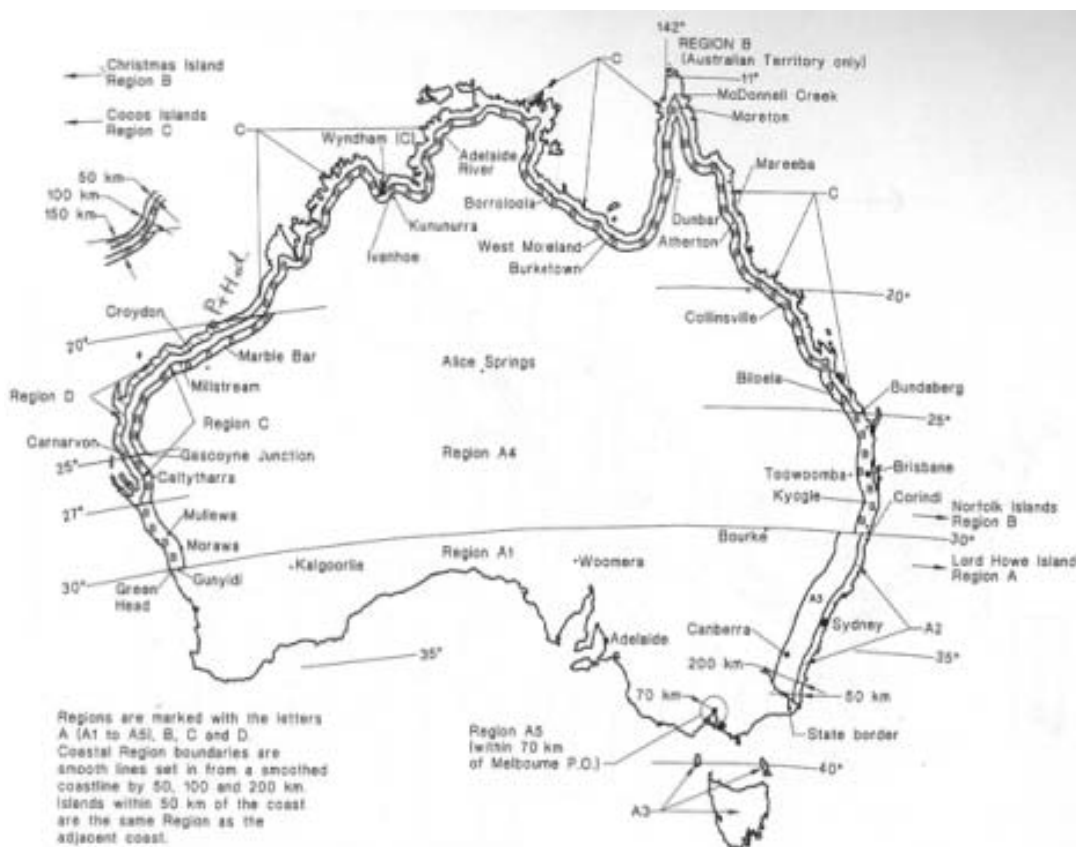 142°
REGION B
(Australian Territory only)
11°
McDonnell Creek
Moreton
Christmas Island
Region B
Cocos Islands
Region C
C
C
Wyndham (C)
Adelaide
River
Mareeba
50 km
100 km
150 km
C
Borroloola
Kununurra
Dunbar
Atherton
Ivanhoe
West Moreland
Burketown
Pt Hed.
20°
Croydon
Collinsville
20°
Marble Bar
Alice Springs
Millstream
Biloela
Bundaberg
Region D
Region C
25°
Carnarvon
Gascoyne Junction
Region A4
25°
Callytharra
Toowoomba
Brisbane
Kyogle
Corindi
27°
Norfolk Islands
Region B
Mullewa
Bourke
30°
Morawa
Region A1
Woomera
Lord Howe Island
Region A
Kalgoorlie
30°
Gunyidi
Green
Head
A3
Sydney
A2
Canberra
Adelaide
35°
35°
200 km
70 km
50 km
Regions are marked with the letters
A (A1 to A5), B, C and D.
Coastal Region boundaries are
smooth lines set in from a smoothed
coastline by 50, 100 and 200 km.
Islands within 50 km of the coast
are the same Region as the
adjacent coast.
Region A5
(within 70 km
of Melbourne P.O.)
State border
40°
A3